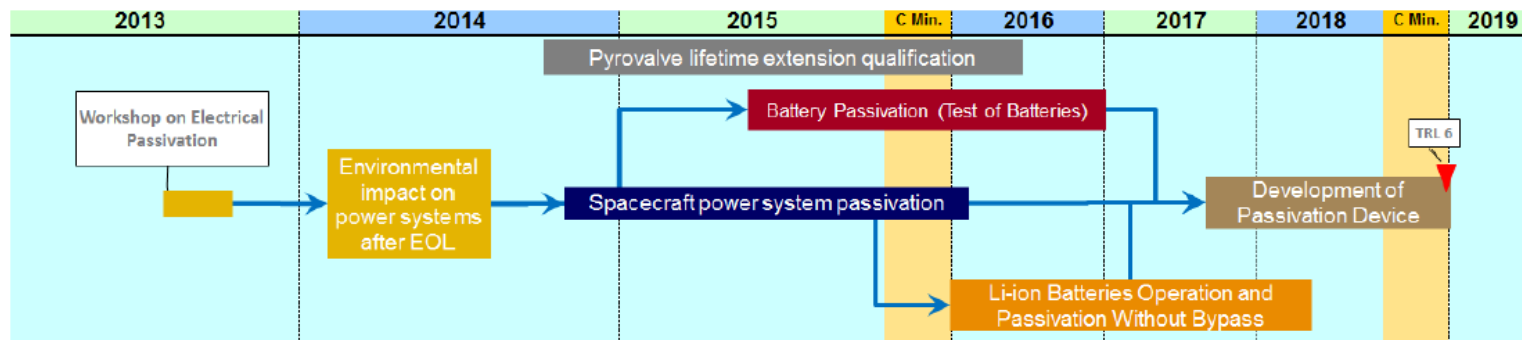 2013 2014 2015 C Min. 2016 2017 2018 C Min. 2019
Pyrovalve lifetime extension qualification
Workshop on Electrical
Passivation
Battery Passivation (Test of Batteries)
TRL 6
Environmental
impact on
power systems
after EOL
Spacecraft power system passivation
Development of
Passivation Device
Li-ion Batteries Operation and
Passivation Without Bypass